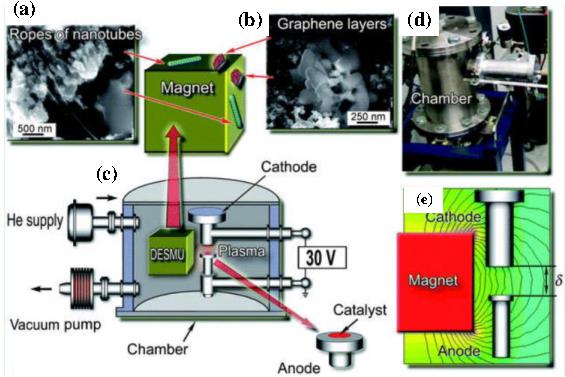 (a)
Ropes of nanotubes
500 nm
(b)
Graphene layers
250 nm
Magnet
(d)
Chamber
(c)
Cathode
He supply
DESMU
Plasma
30 V
Vacuum pump
Chamber
Catalyst
Anode
(e)
Cathode
Magnet
δ
Anode